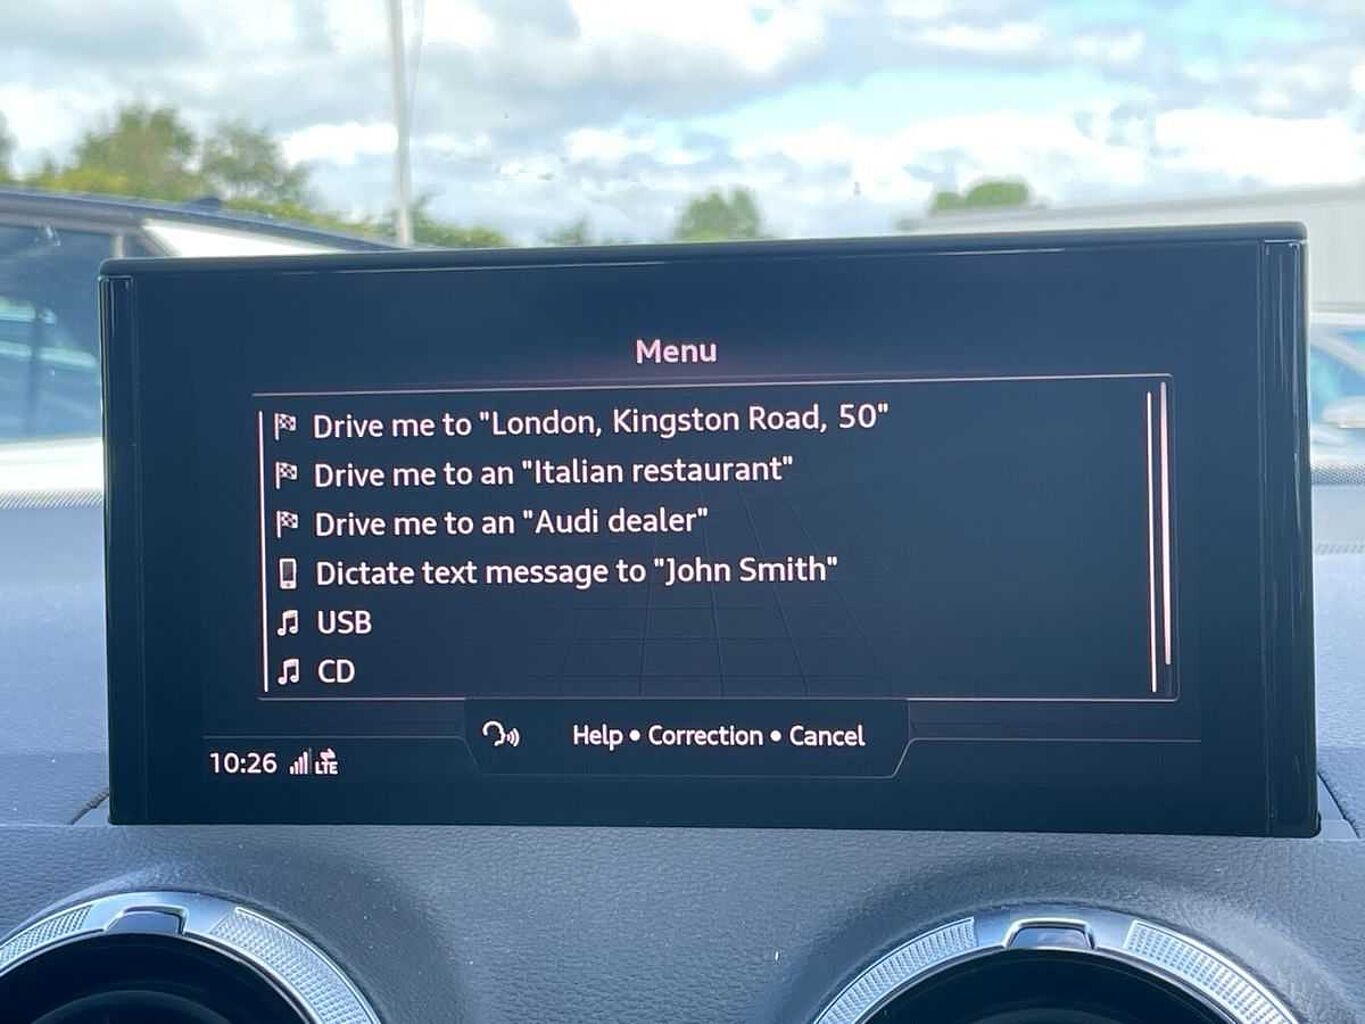 Menu
Drive me to "London, Kingston Road, 50"
Drive me to an "Italian restaurant"
Drive me to an "Audi dealer"
Dictate text message to "John Smith"
USB
CD
Help • Correction • Cancel
10:26 LTE